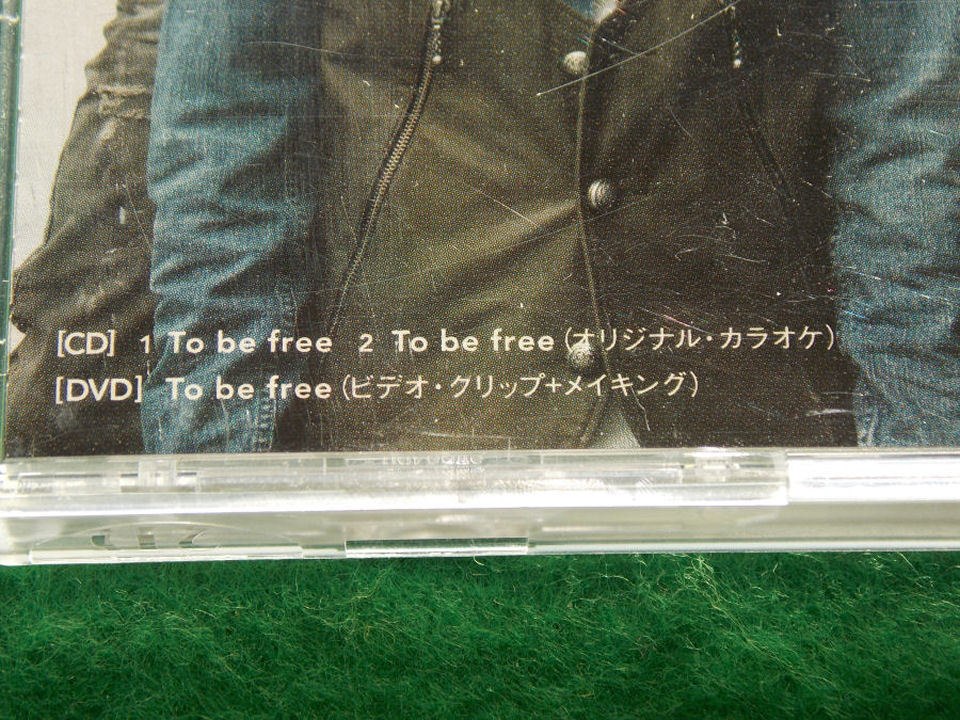 [CD] 1 To be free 2 To be free (オリジナル・カラオケ)
[DVD] To be free (ビデオ・クリップ+メイキング)